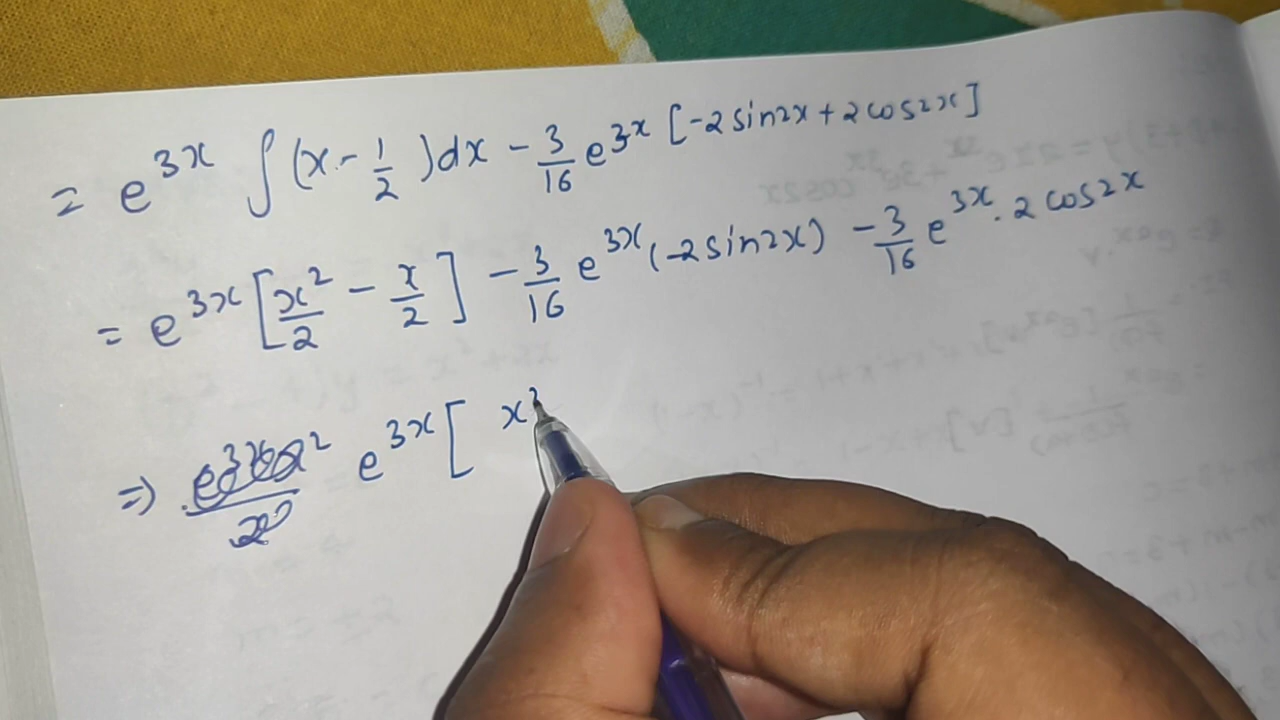 = e^{3x} ∫(x - 1/2)dx - 3/16 e^{3x} [-2 sin2x + 2 cos2x]
= e^{3x} [x^2/2 - x/2] - 3/16 e^{3x} (-2 sin2x) - 3/16 e^{3x} . 2 cos2x
⇒ e^{3x} [ x